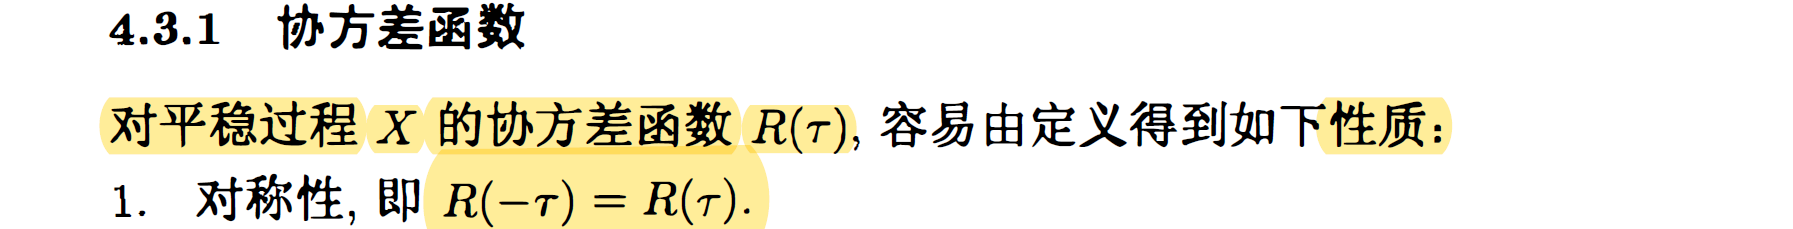 4.3.1 协方差函数
对平稳过程 X 的协方差函数 R(τ), 容易由定义得到如下性质:
1. 对称性, 即 R(−τ) = R(τ).